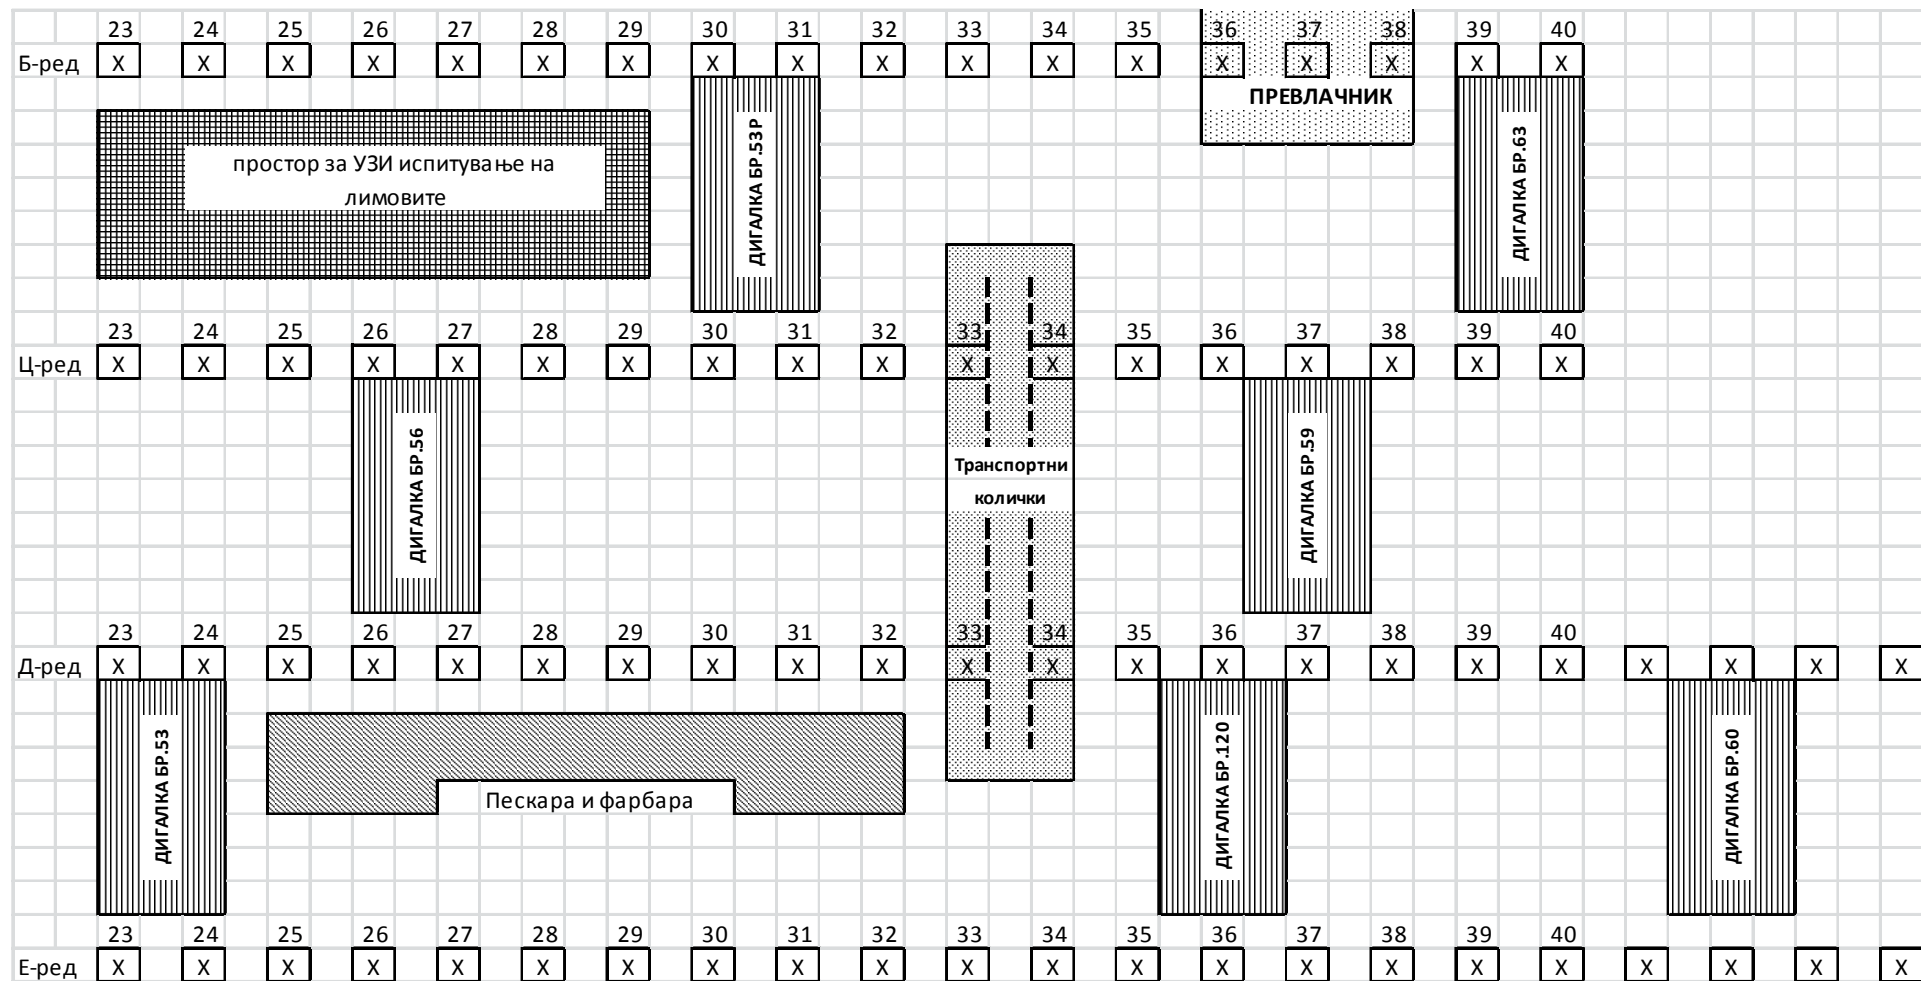 23 24 25 26 27 28 29 30 31 32 33 34 35 36 37 38 39 40
Б-ред X X X X X X X X X X X X X X X X X X
ПРЕВЛАЧНИК
простор за УЗИ испитување на
лимовите
ДИГАЛКА БР.53 Р
ДИГАЛКА БР.63
23 24 25 26 27 28 29 30 31 32 33 34 35 36 37 38 39 40
Ц-ред X X X X X X X X X X X X X X X X X X
ДИГАЛКА БР.56
Транспортни
колички
ДИГАЛКА БР.59
23 24 25 26 27 28 29 30 31 32 33 34 35 36 37 38 39 40
Д-ред X X X X X X X X X X X X X X X X X X X X X X
ДИГАЛКА БР.53
Пескара и фарбара
ДИГАЛКА БР.120
ДИГАЛКА БР.60
23 24 25 26 27 28 29 30 31 32 33 34 35 36 37 38 39 40
Е-ред X X X X X X X X X X X X X X X X X X X X X X